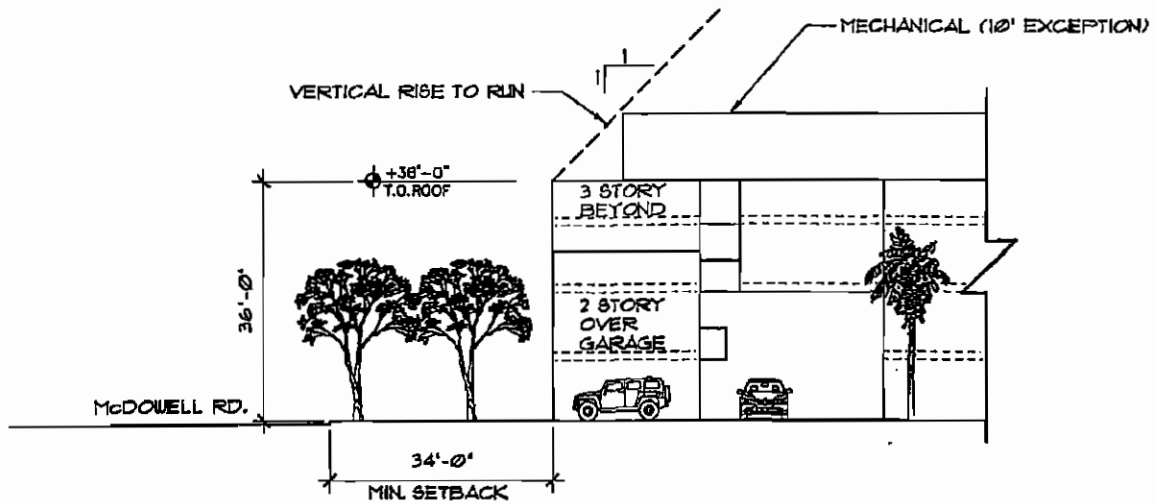 MECHANICAL (10' EXCEPTION)
1
1
VERTICAL RISE TO RUN
+36'-0"
T.O. ROOF
3 STORY
BEYOND
36'-0"
2 STORY
OVER
GARAGE
McDOWELL RD.
34'-0"
MIN. SETBACK